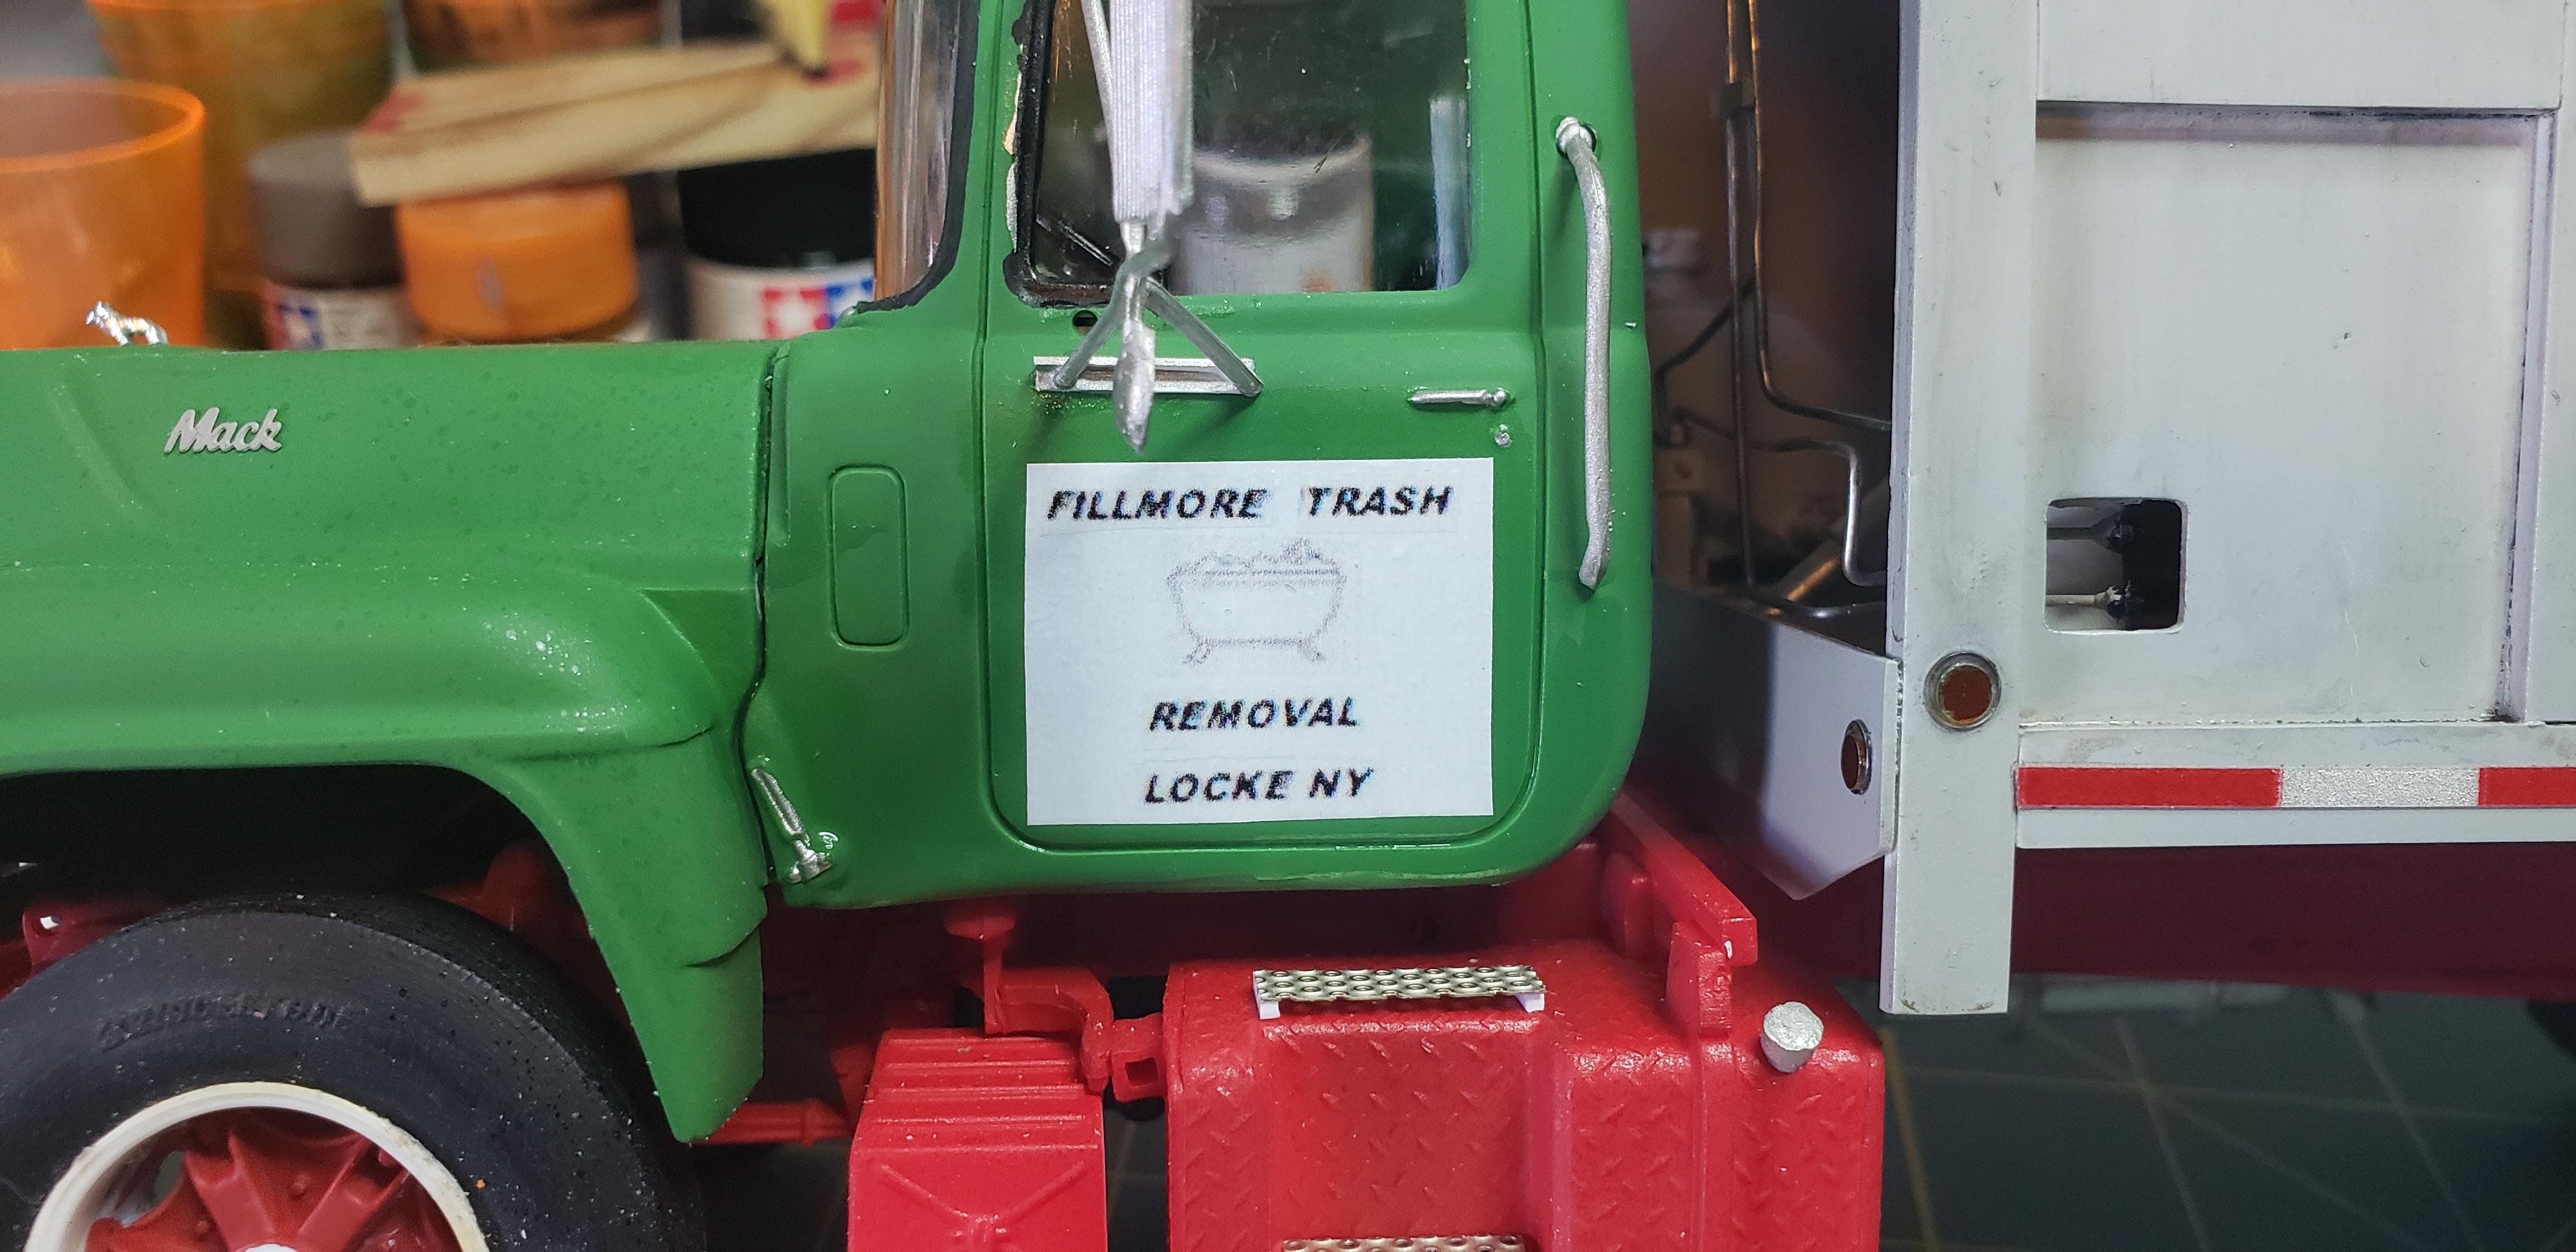 Mack
FILLMORE TRASH
REMOVAL
LOCKE NY